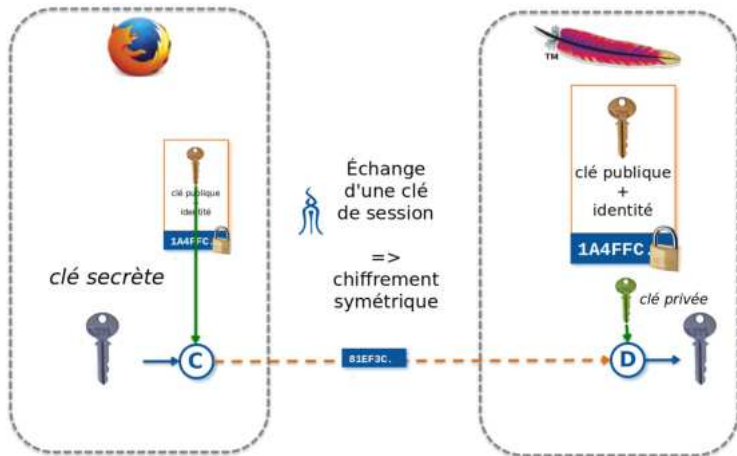 TM
clé publique
+
identité
1A4FFC.
clé secrète
C
Échange
d'une clé
de session
=>
chiffrement
symétrique
81EF3C.
clé publique
+
identité
1A4FFC.
clé privée
D